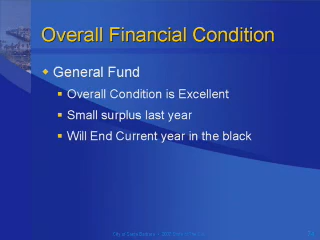 Overall Financial Condition
General Fund
Overall Condition is Excellent
Small surplus last year
Will End Current year in the black